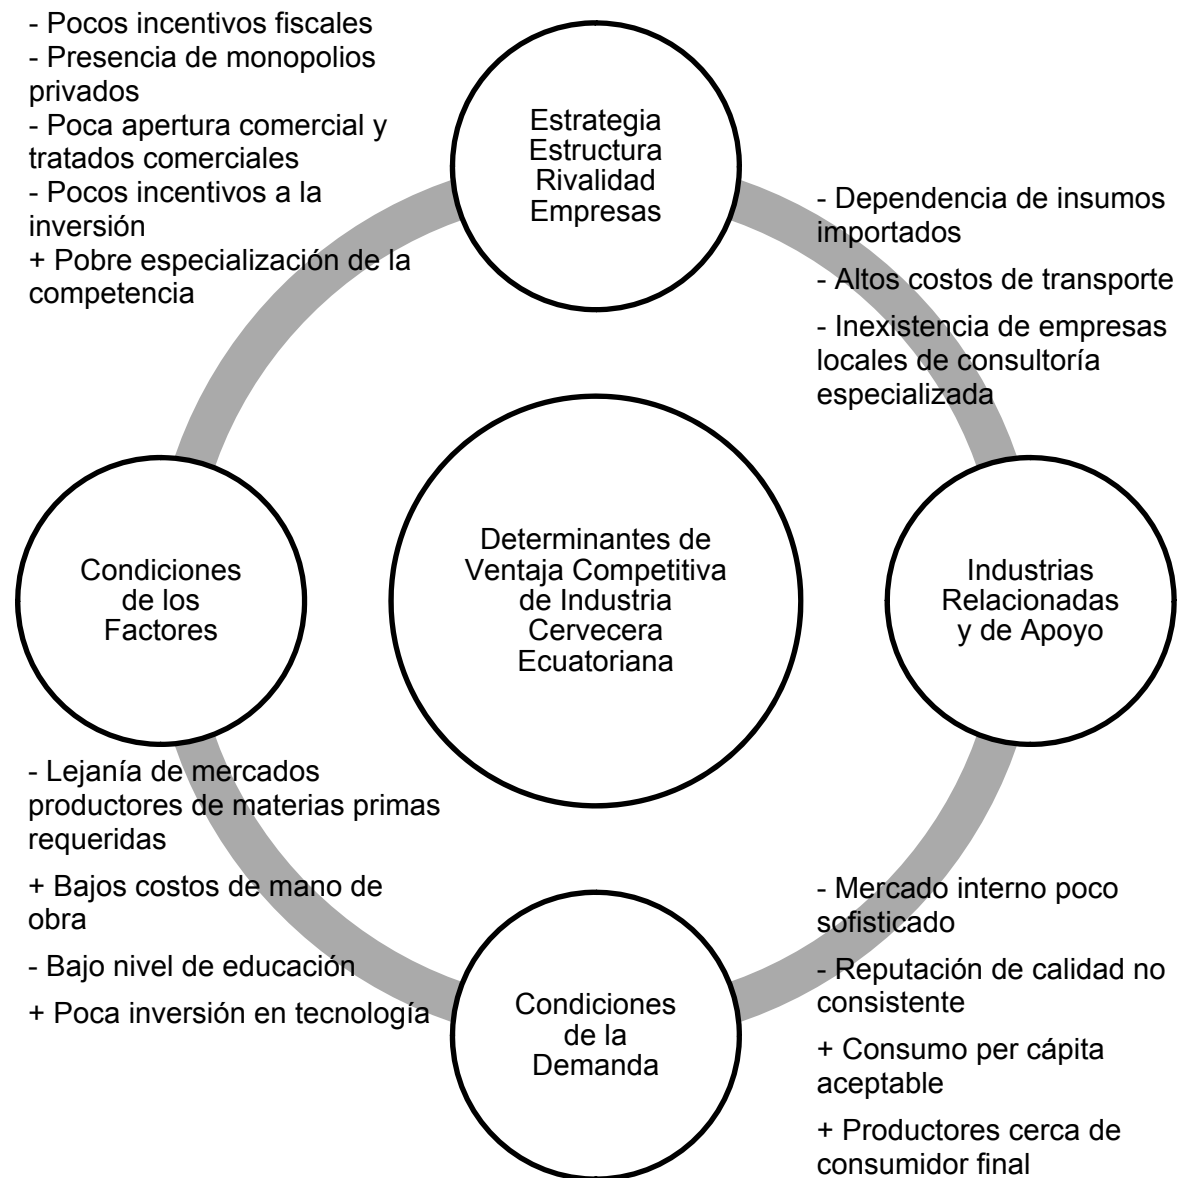 - Pocos incentivos fiscales
- Presencia de monopolios
privados
- Poca apertura comercial y
tratados comerciales
- Pocos incentivos a la
inversión
+ Pobre especialización de la
competencia
Estrategia
Estructura
Rivalidad
Empresas
- Dependencia de insumos
importados
- Altos costos de transporte
- Inexistencia de empresas
locales de consultoría
especializada
Condiciones
de los
Factores
Determinantes de
Ventaja Competitiva
de Industria
Cervecera
Ecuatoriana
Industrias
Relacionadas
y de Apoyo
- Lejanía de mercados
productores de materias primas
requeridas
+ Bajos costos de mano de
obra
- Bajo nivel de educación
+ Poca inversión en tecnología
Condiciones
de la
Demanda
- Mercado interno poco
sofisticado
- Reputación de calidad no
consistente
+ Consumo per cápita
aceptable
+ Productores cerca de
consumidor final